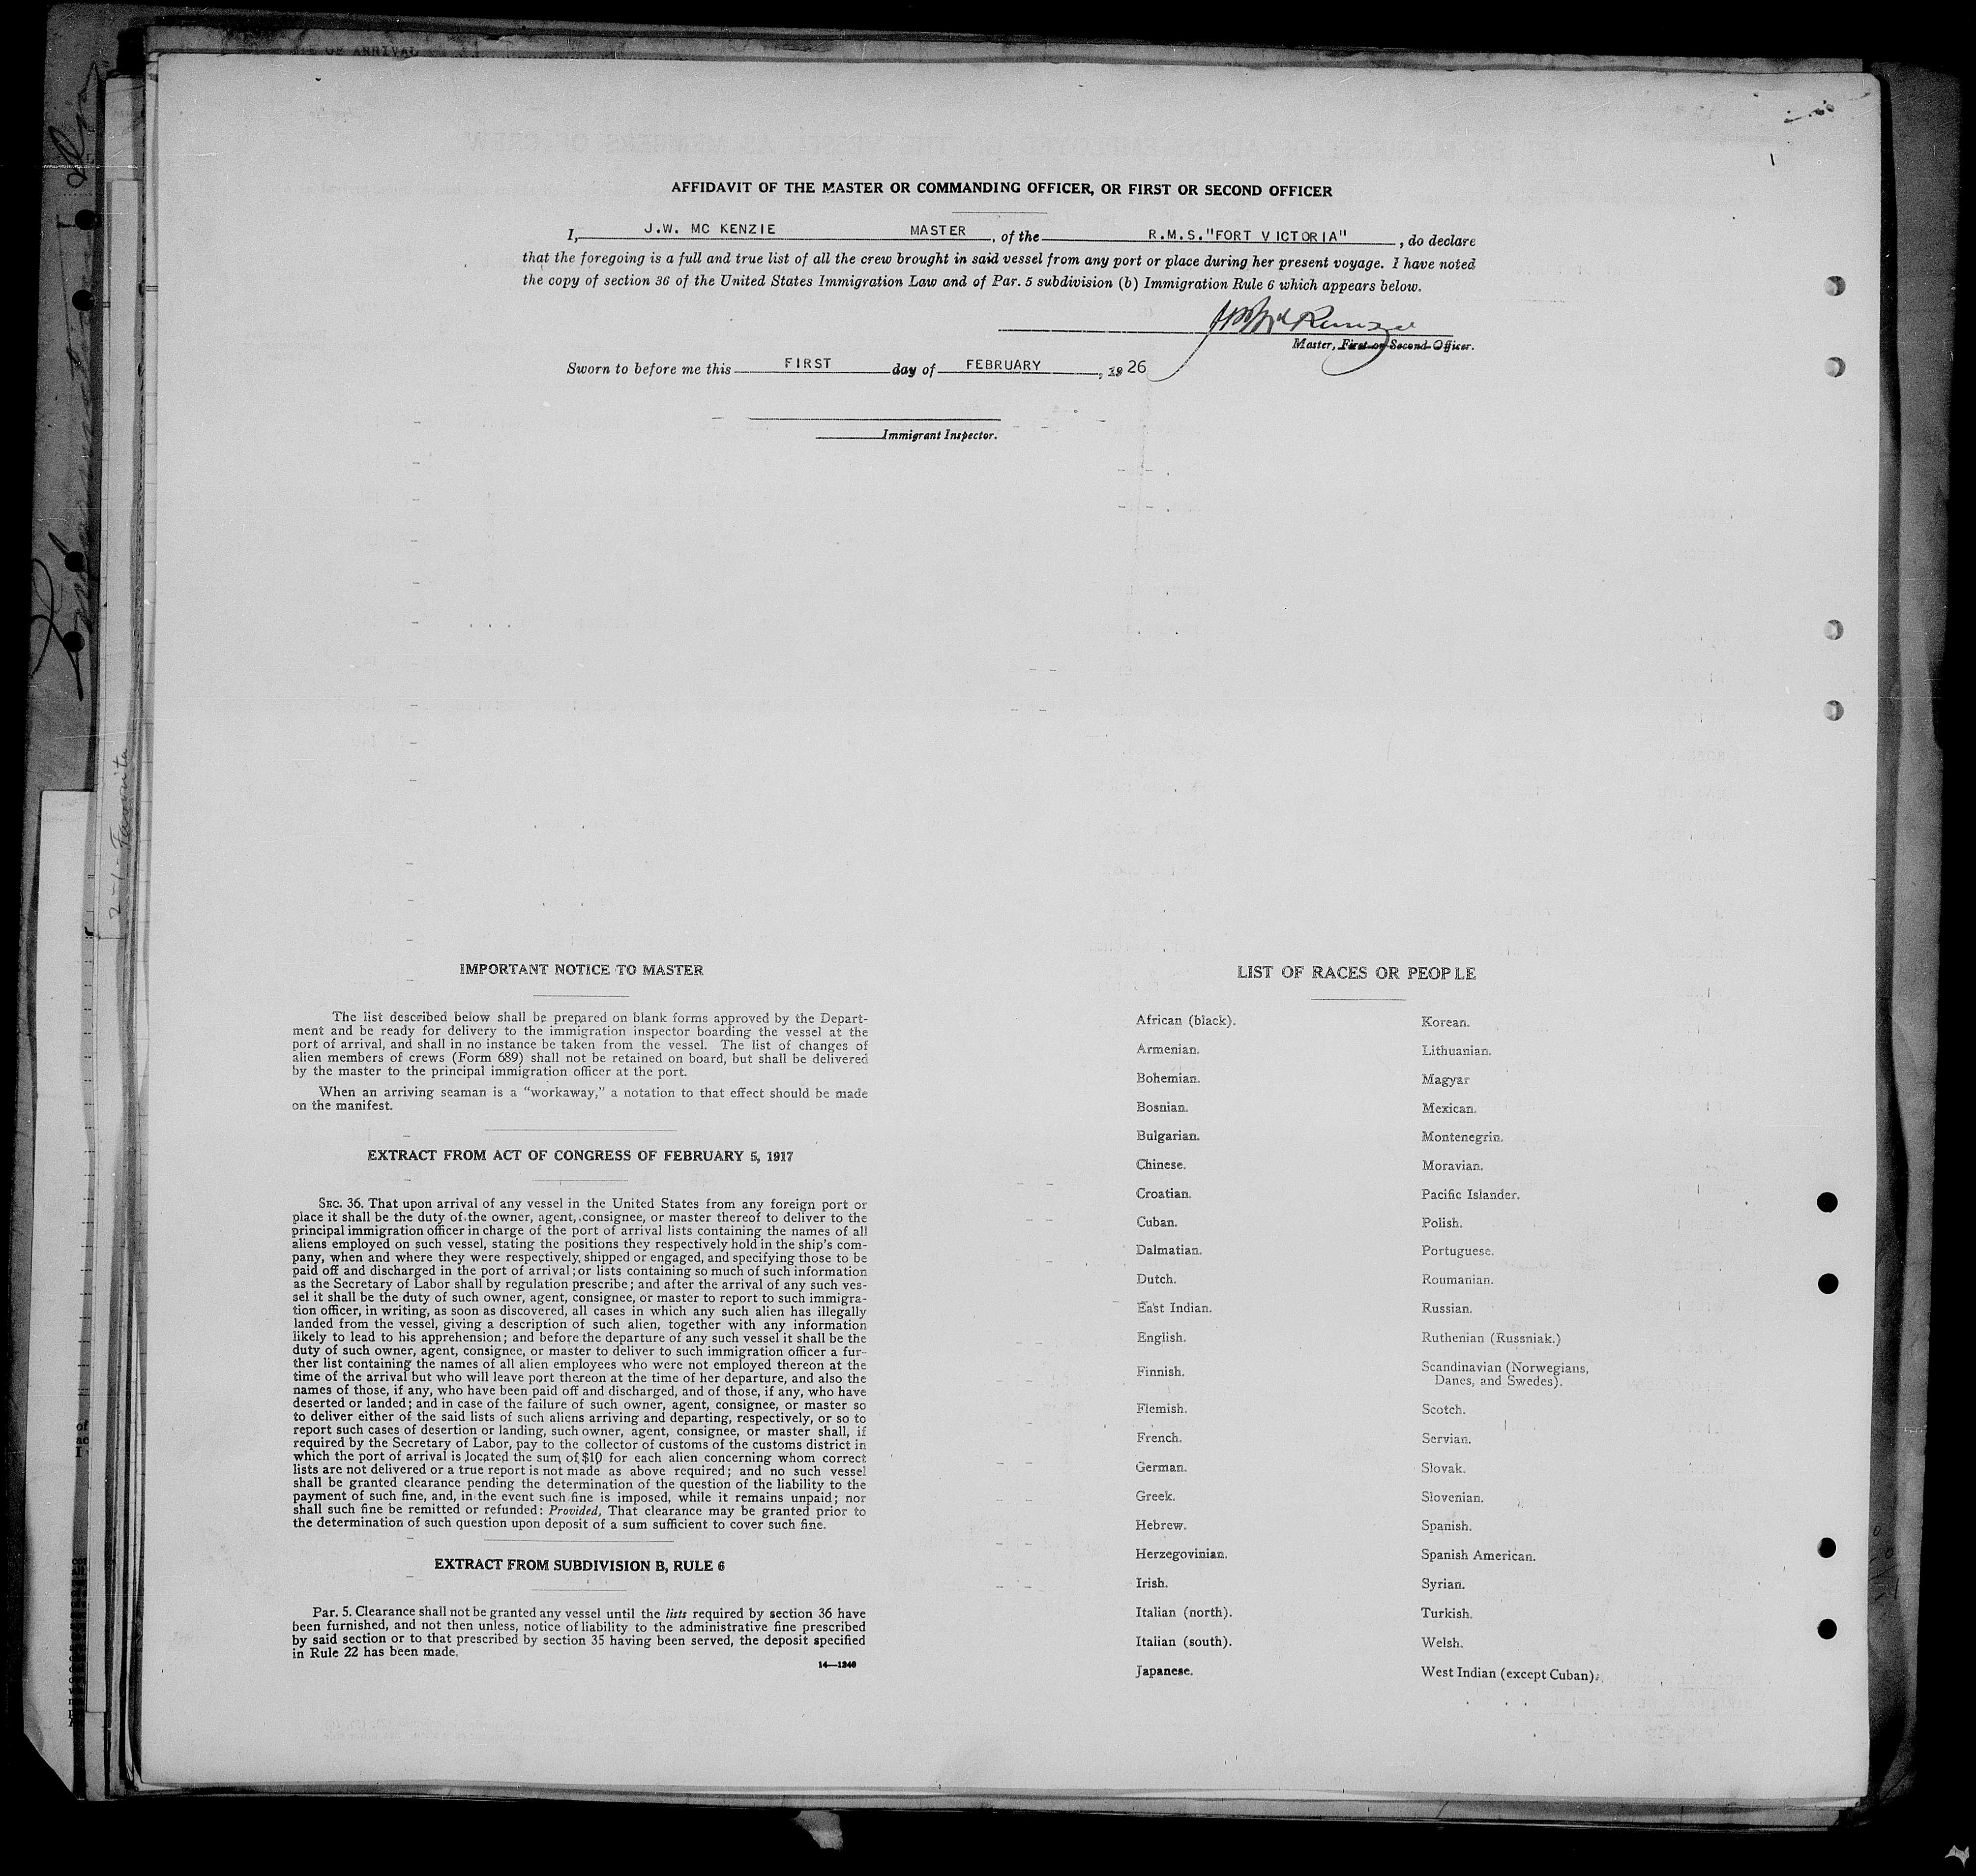 AFFIDAVIT OF THE MASTER OR COMMANDING OFFICER, OR FIRST OR SECOND OFFICER
I, J.W. MC KENZIE MASTER, of the R.M.S."FORT VICTORIA", do declare
that the foregoing is a full and true list of all the crew brought in said vessel from any port or place during her present voyage. I have noted
the copy of section 36 of the United States Immigration Law and of Par. 5 subdivision (b) Immigration Rule 6 which appears below.
JW McKenzie
Master, First or Second Officer.
Sworn to before me this FIRST day of FEBRUARY, 1926
Immigrant Inspector.
IMPORTANT NOTICE TO MASTER
The list described below shall be prepared on blank forms approved by the Depart-
ment and be ready for delivery to the immigration inspector boarding the vessel at the
port of arrival, and shall in no instance be taken from the vessel. The list of changes of
alien members of crews (Form 689) shall not be retained on board, but shall be delivered
by the master to the principal immigration officer at the port.
When an arriving seaman is a "workaway," a notation to that effect should be made
on the manifest.
EXTRACT FROM ACT OF CONGRESS OF FEBRUARY 5, 1917
SEC. 36. That upon arrival of any vessel in the United States from any foreign port or
place it shall be the duty of the owner, agent, consignee, or master thereof to deliver to the
principal immigration officer in charge of the port of arrival lists containing the names of all
aliens employed on such vessel, stating the positions they respectively hold in the ship's com-
pany, when and where they were respectively shipped or engaged, and specifying those to be
paid off and discharged in the port of arrival; or lists containing so much of such information
as the Secretary of Labor shall by regulation prescribe; and after the arrival of any such ves-
sel it shall be the duty of such owner, agent, consignee, or master to report to such immigra-
tion officer, in writing, as soon as discovered, all cases in which any such alien has illegally
landed from the vessel, giving a description of such alien, together with any information
likely to lead to his apprehension; and before the departure of any such vessel it shall be the
duty of such owner, agent, consignee, or master to deliver to such immigration officer a fur-
ther list containing the names of all alien employees who were not employed thereon at the
time of the arrival but who will leave port thereon at the time of her departure, and also the
names of those, if any, who have been paid off and discharged, and of those, if any, who have
deserted or landed; and in case of the failure of such owner, agent, consignee, or master so
to deliver either of the said lists of such aliens arriving and departing, respectively, or so to
report such cases of desertion or landing, such owner, agent, consignee, or master shall, if
required by the Secretary of Labor, pay to the collector of customs of the customs district in
which the port of arrival is located the sum of $10 for each alien concerning whom correct
lists are not delivered or a true report is not made as above required; and no such vessel
shall be granted clearance pending the determination of the question of the liability to the
payment of such fine, and, in the event such fine is imposed, while it remains unpaid; nor
shall such fine be remitted or refunded: Provided, That clearance may be granted prior to
the determination of such question upon deposit of a sum sufficient to cover such fine.
EXTRACT FROM SUBDIVISION B, RULE 6
Par. 5. Clearance shall not be granted any vessel until the lists required by section 36 have
been furnished, and not then unless, notice of liability to the administrative fine prescribed
by said section or to that prescribed by section 35 having been served, the deposit specified
in Rule 22 has been made.
14—1240
LIST OF RACES OR PEOPLE
African (black).
Armenian.
Bohemian.
Bosnian.
Bulgarian.
Chinese.
Croatian.
Cuban.
Dalmatian.
Dutch.
East Indian.
English.
Finnish.
Flemish.
French.
German.
Greek.
Hebrew.
Herzegovinian.
Irish.
Italian (north).
Italian (south).
Japanese.
Korean.
Lithuanian.
Magyar
Mexican.
Montenegrin.
Moravian.
Pacific Islander.
Polish.
Portuguese.
Roumanian.
Russian.
Ruthenian (Russniak.)
Scandinavian (Norwegians,
Danes, and Swedes).
Scotch.
Servian.
Slovak.
Slovenian.
Spanish.
Spanish American.
Syrian.
Turkish.
Welsh.
West Indian (except Cuban).
2-1-Favorita